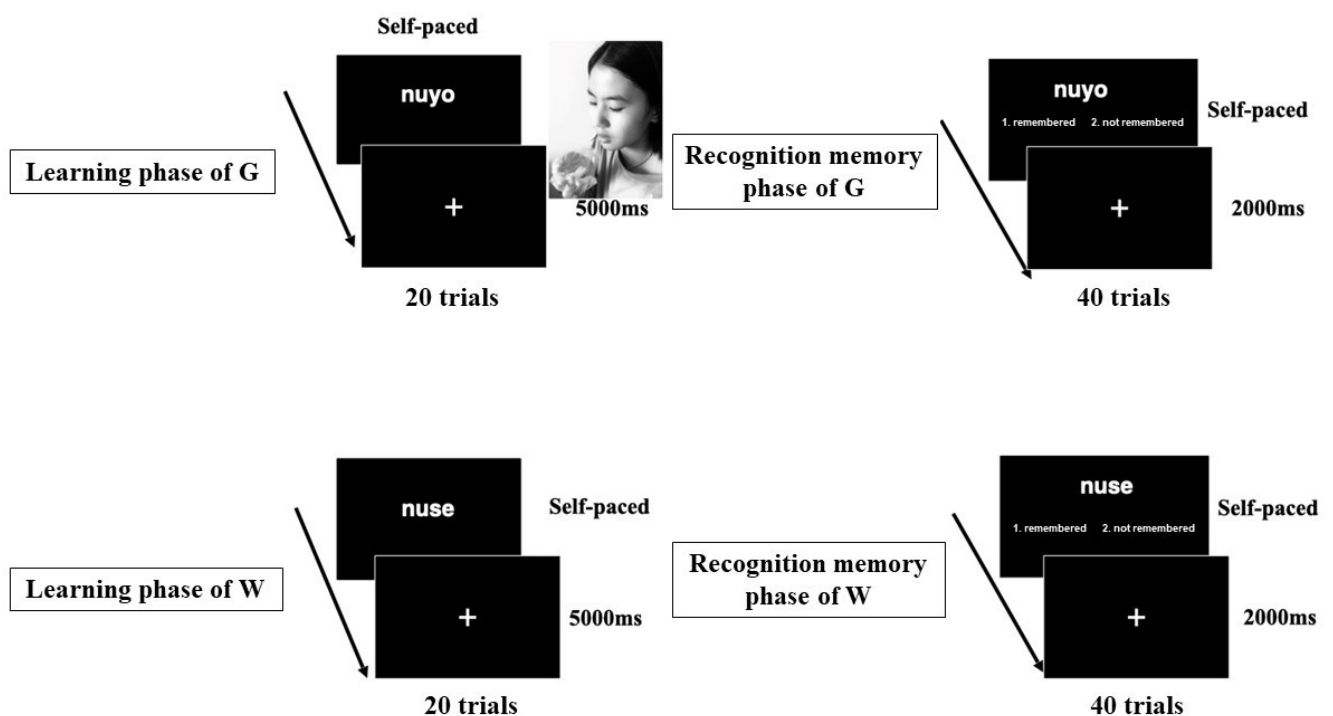 Self-paced
nuyo
Learning phase of G
+
5000ms
20 trials
nuyo
1. remembered 2. not remembered
Self-paced
Recognition memory
phase of G
+
2000ms
40 trials
nuse
Self-paced
Learning phase of W
+
5000ms
20 trials
nuse
1. remembered 2. not remembered
Self-paced
Recognition memory
phase of W
+
2000ms
40 trials